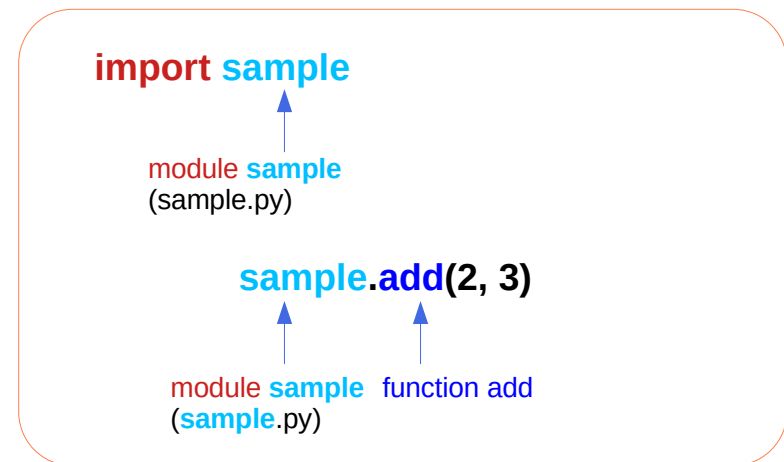 import sample
module sample
(sample.py)
sample.add(2, 3)
module sample function add
(sample.py)